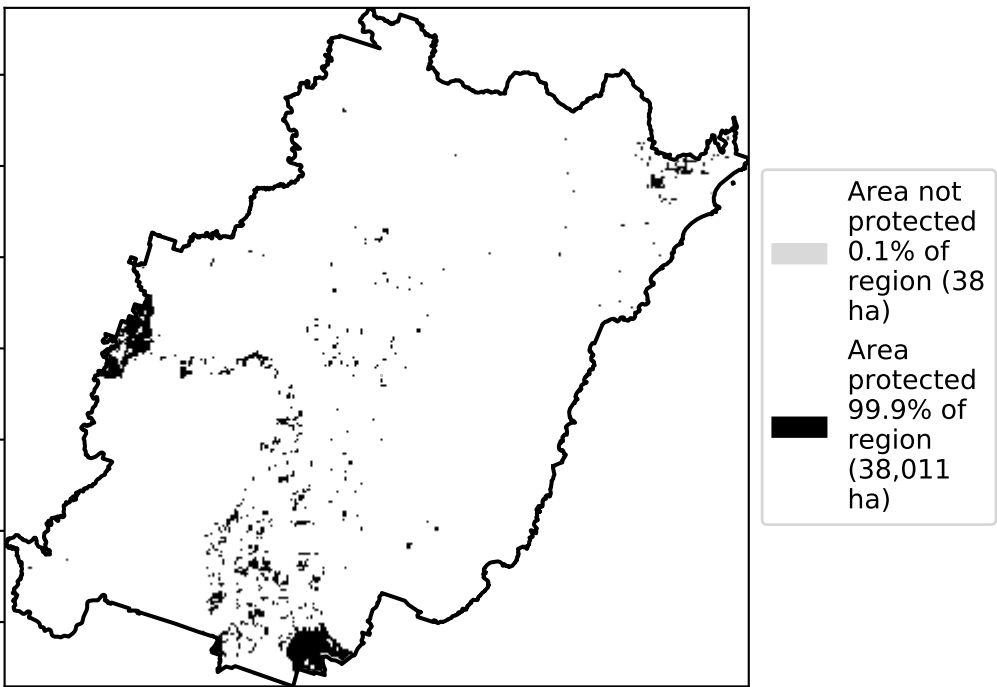 Area not
protected
0.1% of
region (38
ha)
Area
protected
99.9% of
region
(38,011
ha)